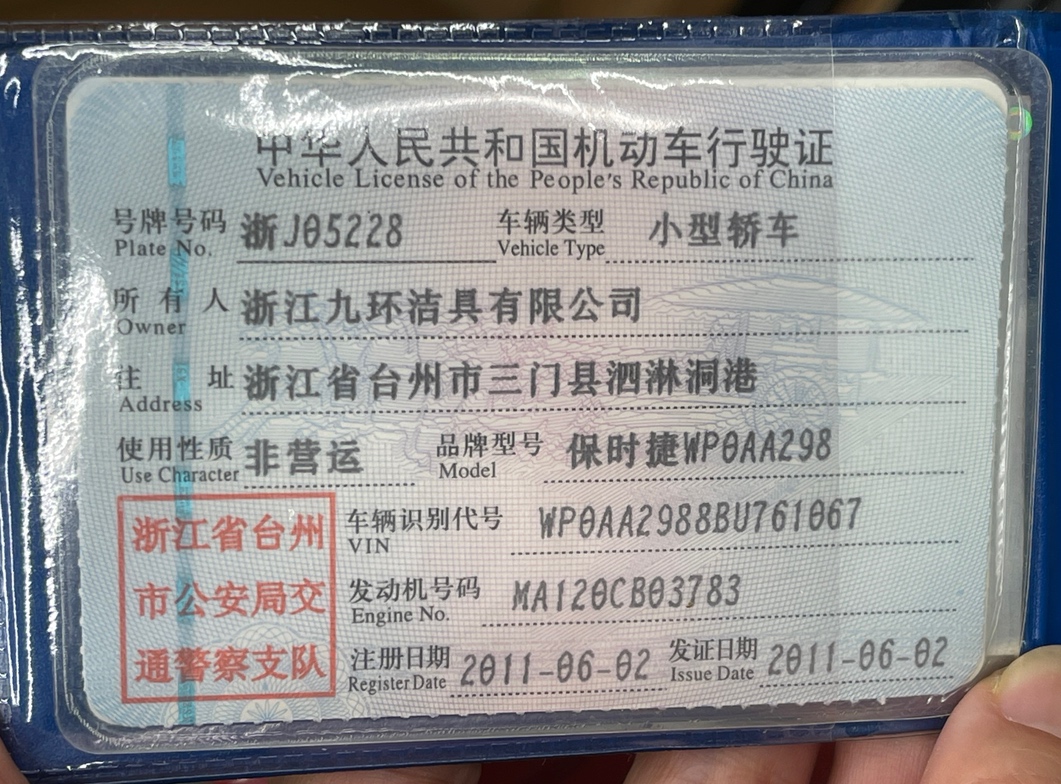 中华人民共和国机动车行驶证
Vehicle License of the People's Republic of China
号牌号码 浙J05228 车辆类型 小型轿车
Plate No. Vehicle Type
所有人 浙江九环洁具有限公司
Owner
住址 浙江省台州市三门县泗淋洞港
Address
使用性质 非营运 品牌型号 保时捷WP0AA298
Use Character Model
浙江省台州 车辆识别代号 WP0AA2988BU761067
VIN
市公安局交 发动机号码 MA120CB03783
Engine No.
通警察支队 注册日期 2011-06-02 发证日期 2011-06-02
Register Date Issue Date